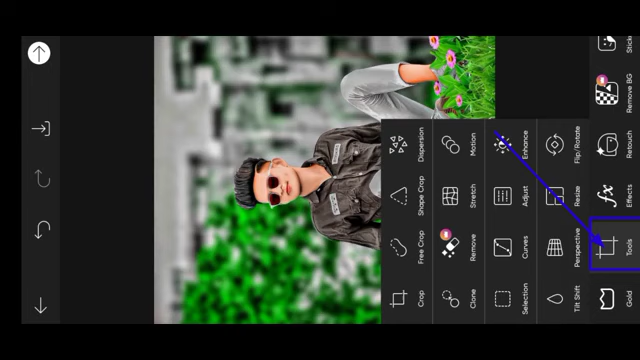 Crop
Free Crop
Shape Crop
Dispersion
Clone
Remove
Stretch
Motion
Selection
Curves
Adjust
Enhance
Tilt Shift
Perspective
Resize
Flip/Rotate
Gold
Tools
Effects
Retouch
Remove BG